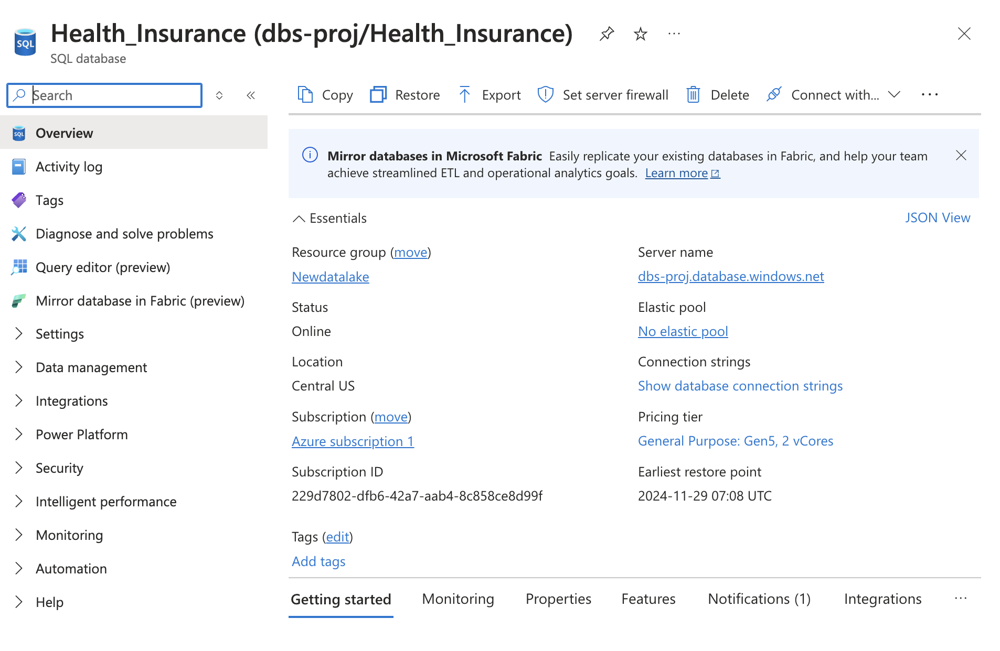 Health_Insurance (dbs-proj/Health_Insurance)
SQL
SQL database
Search
Copy
Restore
Export
Set server firewall
Delete
Connect with...
SQL
Overview
Activity log
Tags
Diagnose and solve problems
Query editor (preview)
Mirror database in Fabric (preview)
Settings
Data management
Integrations
Power Platform
Security
Intelligent performance
Monitoring
Automation
Help
Mirror databases in Microsoft Fabric Easily replicate your existing databases in Fabric, and help your team
achieve streamlined ETL and operational analytics goals. Learn more
Essentials
JSON View
Resource group (move)
Newdatalake
Status
Online
Location
Central US
Subscription (move)
Azure subscription 1
Subscription ID
229d7802-dfb6-42a7-aab4-8c858ce8d99f
Server name
dbs-proj.database.windows.net
Elastic pool
No elastic pool
Connection strings
Show database connection strings
Pricing tier
General Purpose: Gen5, 2 vCores
Earliest restore point
2024-11-29 07:08 UTC
Tags (edit)
Add tags
Getting started
Monitoring
Properties
Features
Notifications (1)
Integrations